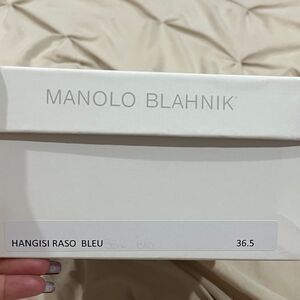 MANOLO BLAHNIK
HANGISI RASO BLEU 36.5